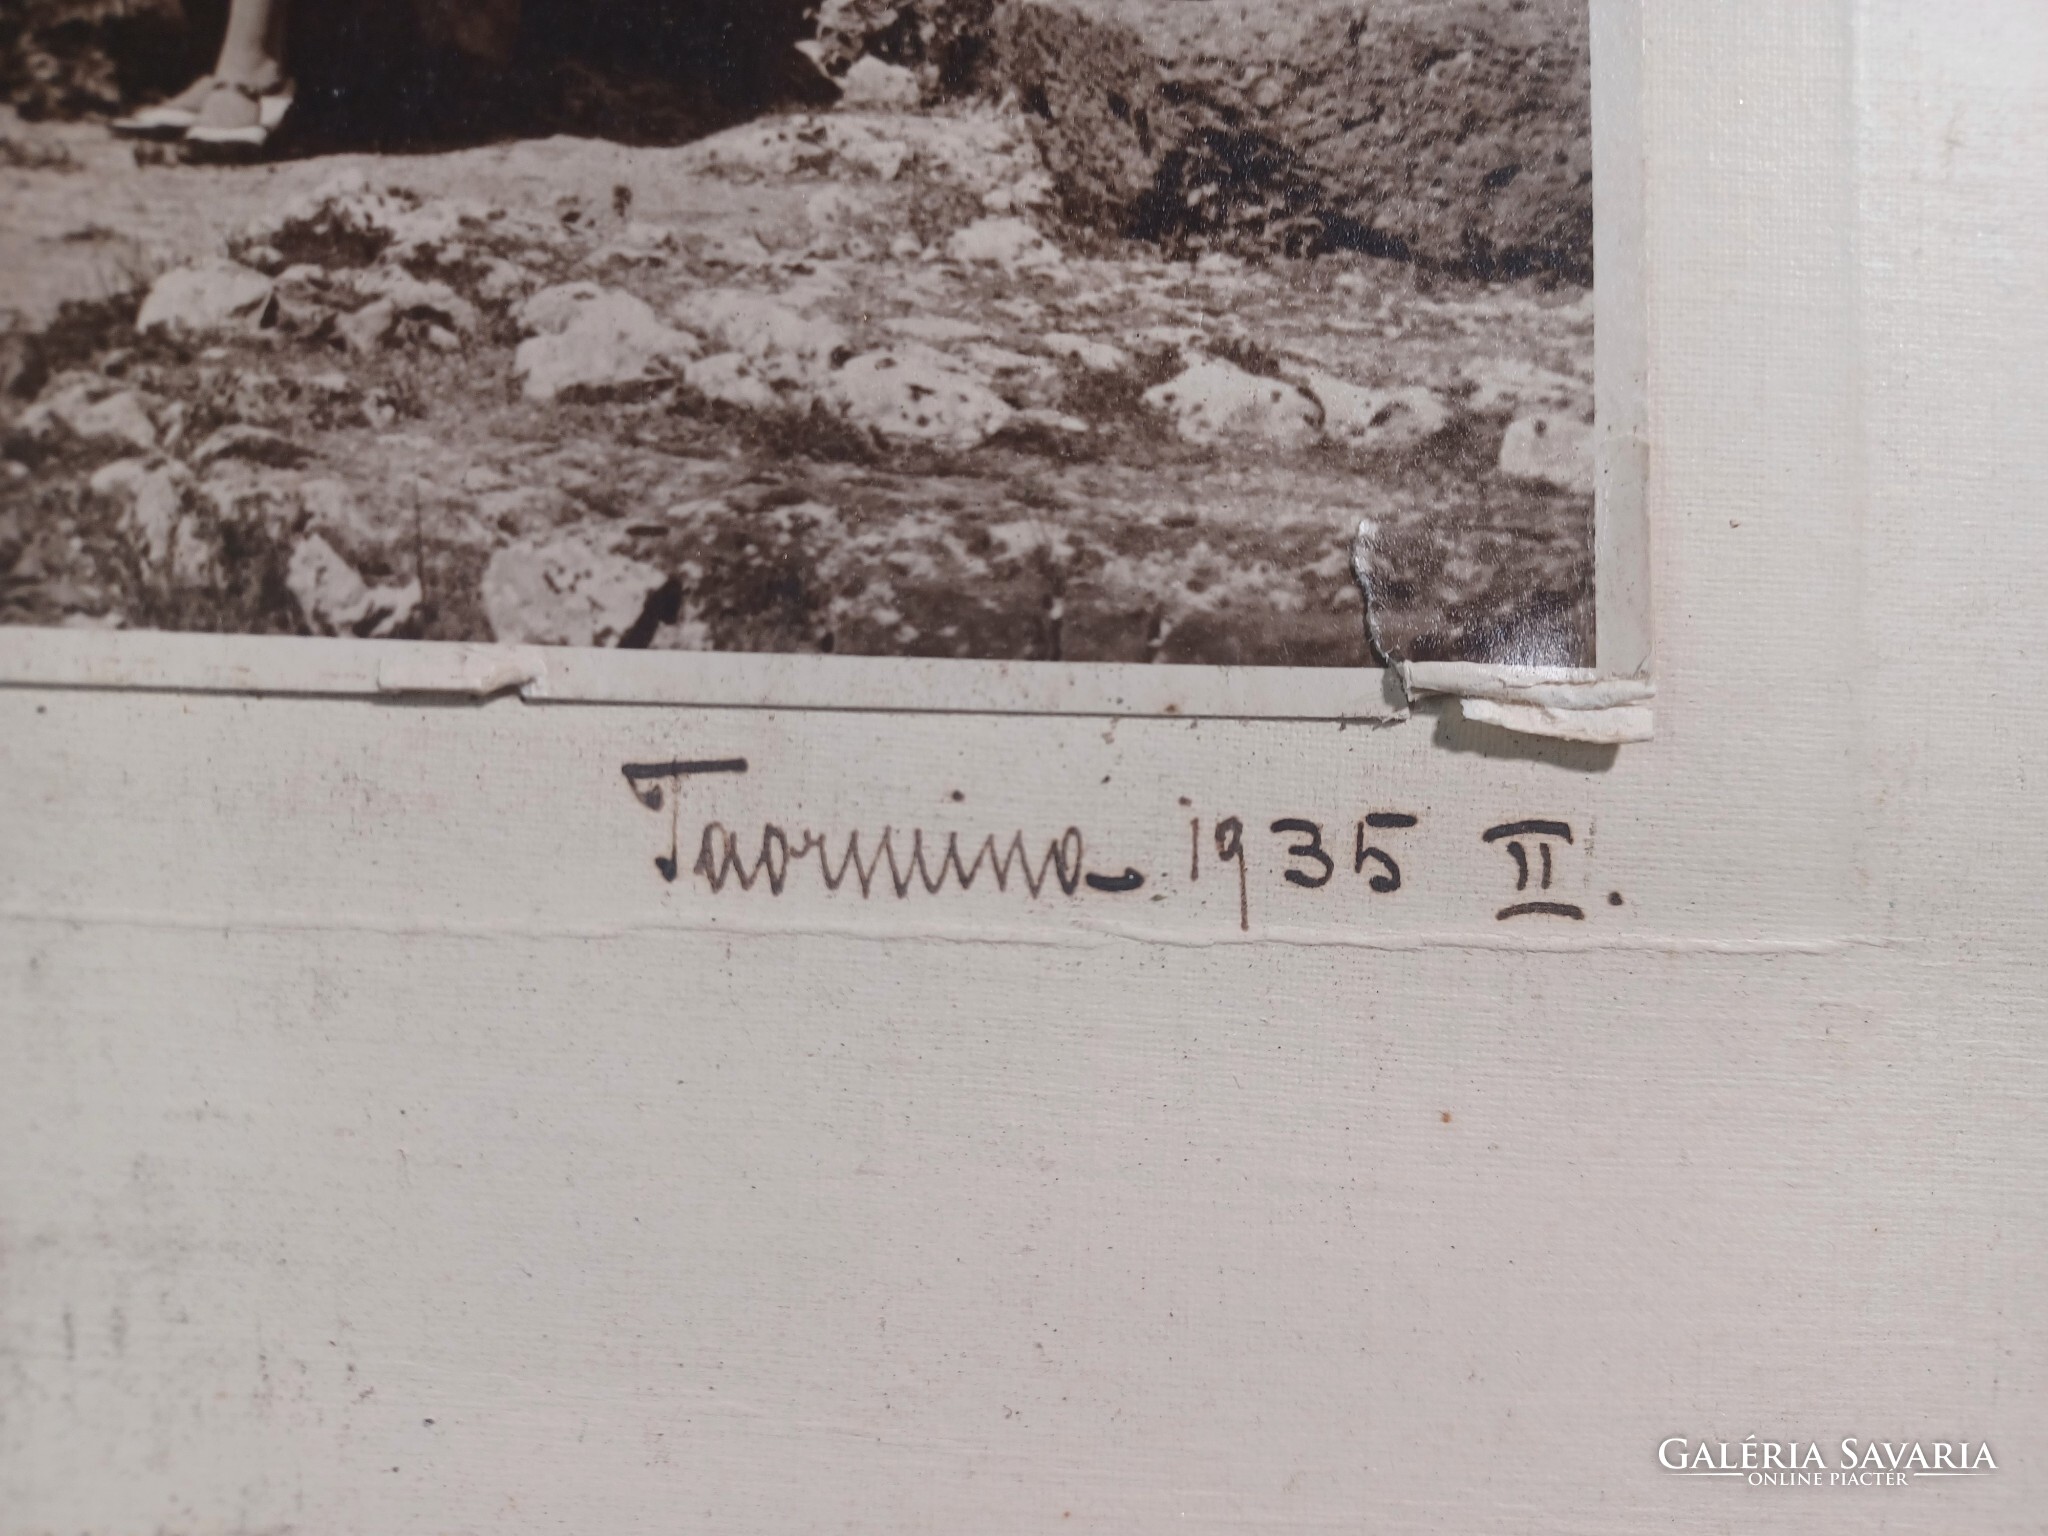 Taormina 1935 II.
GALÉRIA SAVARIA
ONLINE PIACTÉR